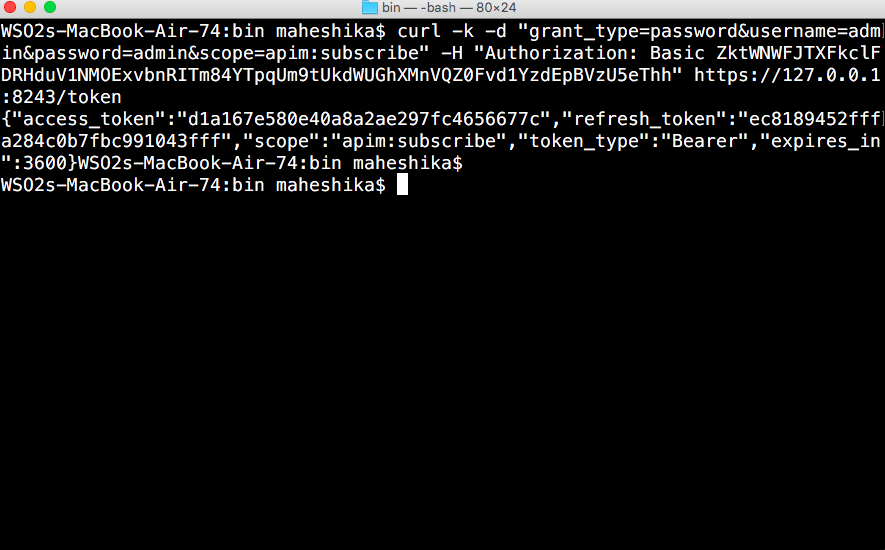 bin — -bash — 80×24
WSO2s-MacBook-Air-74:bin maheshika$ curl -k -d "grant_type=password&username=adm
in&password=admin&scope=apim:subscribe" -H "Authorization: Basic ZktWNWFJTXFkclF
DRHduV1NMOExvbnRITm84YTpqUm9tUkdWUGhXMnVQZ0Fvd1YzdEpBVzU5eThh" https://127.0.0.1
:8243/token
{"access_token":"d1a167e580e40a8a2ae297fc4656677c","refresh_token":"ec8189452fff
a284c0b7fbc991043fff","scope":"apim:subscribe","token_type":"Bearer","expires_in
":3600}WSO2s-MacBook-Air-74:bin maheshika$
WSO2s-MacBook-Air-74:bin maheshika$